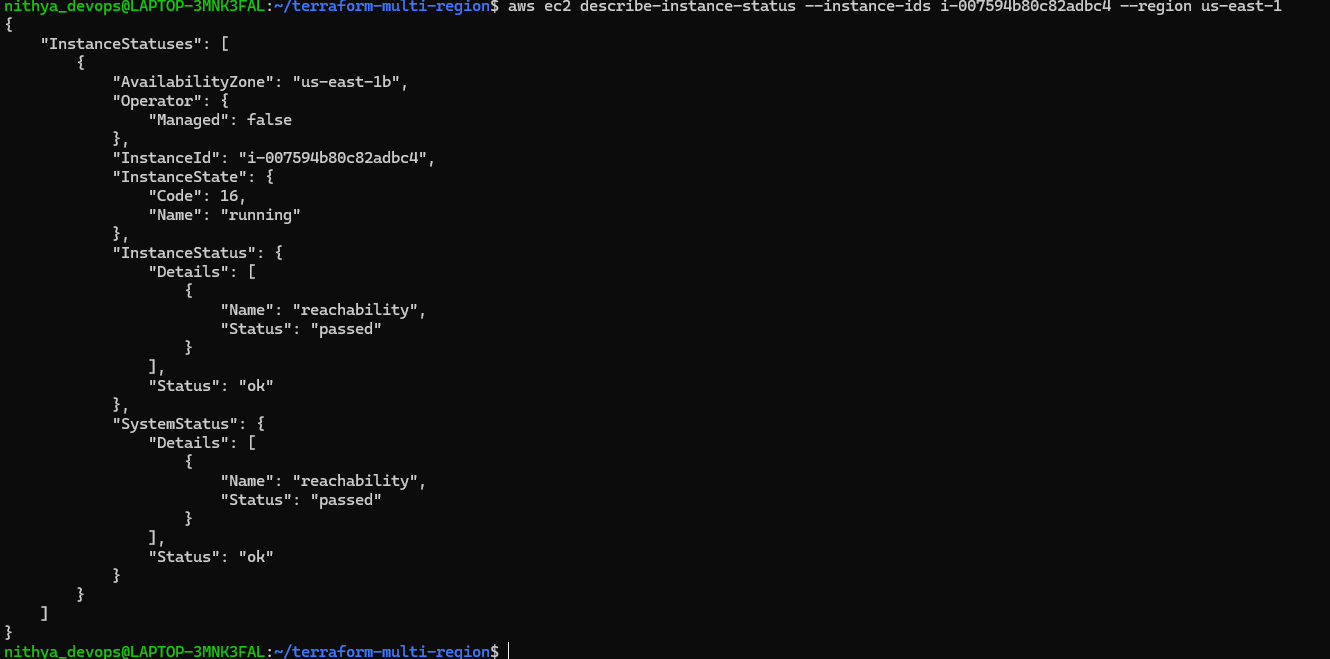 nithya_devops@LAPTOP-3MNK3FAL:~/terraform-multi-region$ aws ec2 describe-instance-status --instance-ids i-007594b80c82adbc4 --region us-east-1
{
    "InstanceStatuses": [
        {
            "AvailabilityZone": "us-east-1b",
            "Operator": {
                "Managed": false
            },
            "InstanceId": "i-007594b80c82adbc4",
            "InstanceState": {
                "Code": 16,
                "Name": "running"
            },
            "InstanceStatus": {
                "Details": [
                    {
                        "Name": "reachability",
                        "Status": "passed"
                    }
                ],
                "Status": "ok"
            },
            "SystemStatus": {
                "Details": [
                    {
                        "Name": "reachability",
                        "Status": "passed"
                    }
                ],
                "Status": "ok"
            }
        }
    ]
}
nithya_devops@LAPTOP-3MNK3FAL:~/terraform-multi-region$